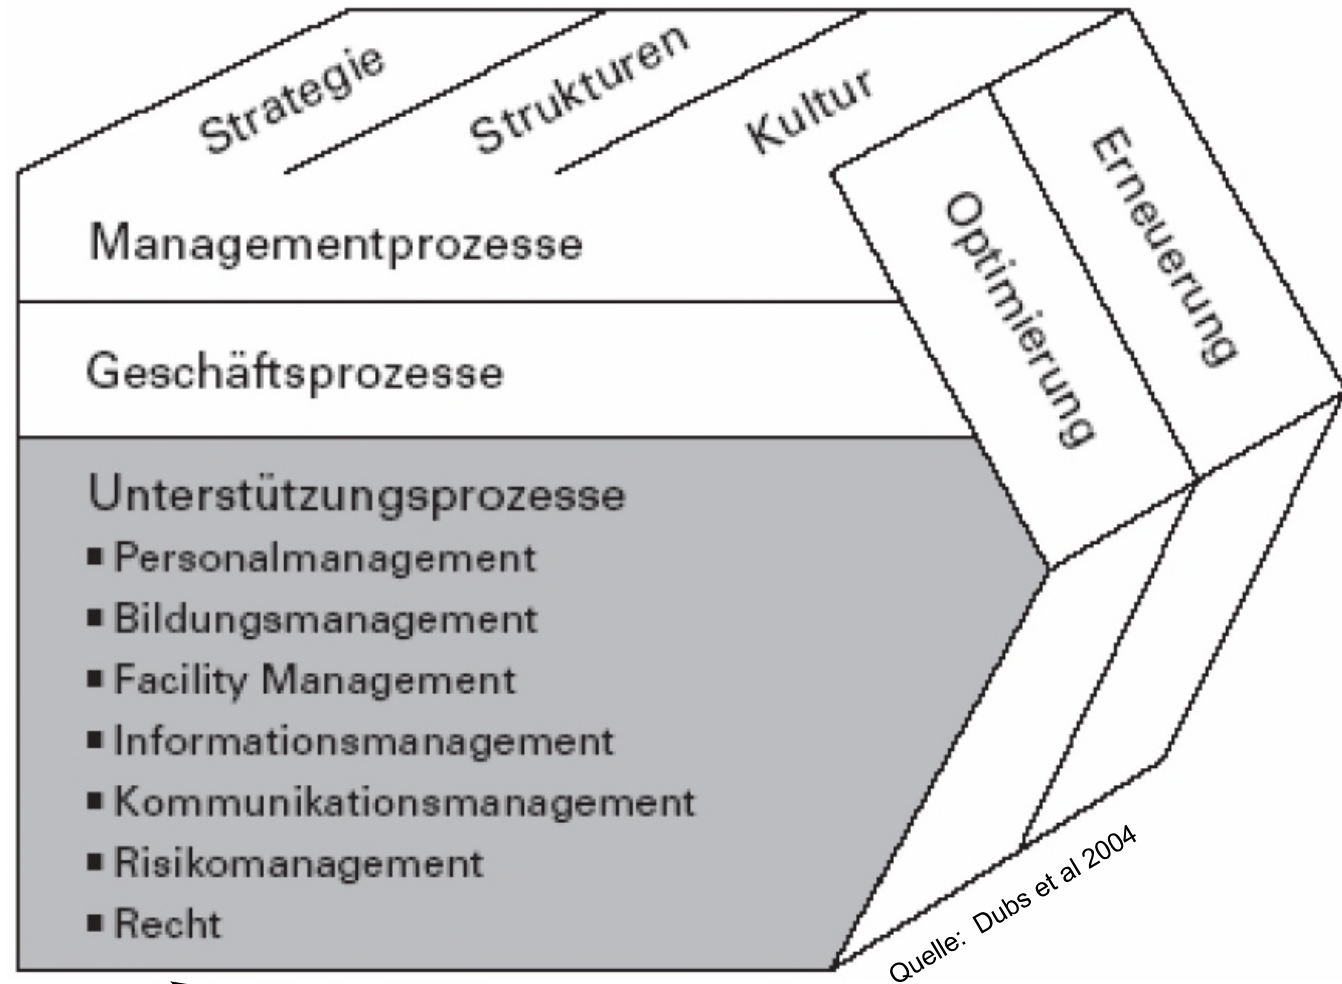 Strategie
Strukturen
Kultur
Optimierung
Erneuerung
Managementprozesse
Geschäftsprozesse
Unterstützungsprozesse
▪ Personalmanagement
▪ Bildungsmanagement
▪ Facility Management
▪ Informationsmanagement
▪ Kommunikationsmanagement
▪ Risikomanagement
▪ Recht
Quelle: Dubs et al 2004